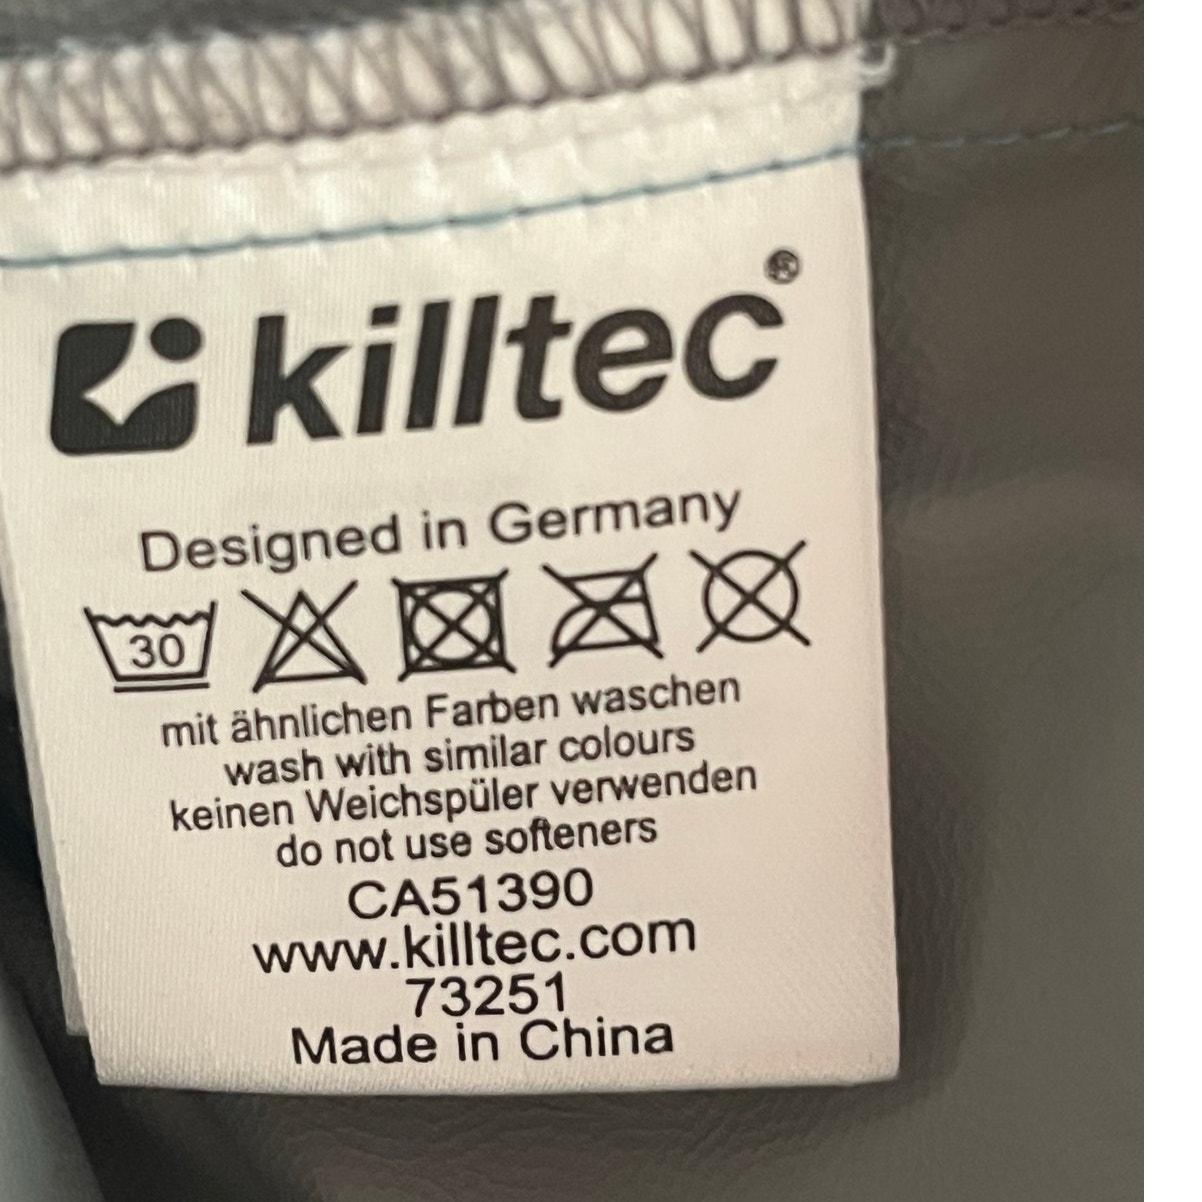 killtec®
Designed in Germany
30
mit ähnlichen Farben waschen
wash with similar colours
keinen Weichspüler verwenden
do not use softeners
CA51390
www.killtec.com
73251
Made in China